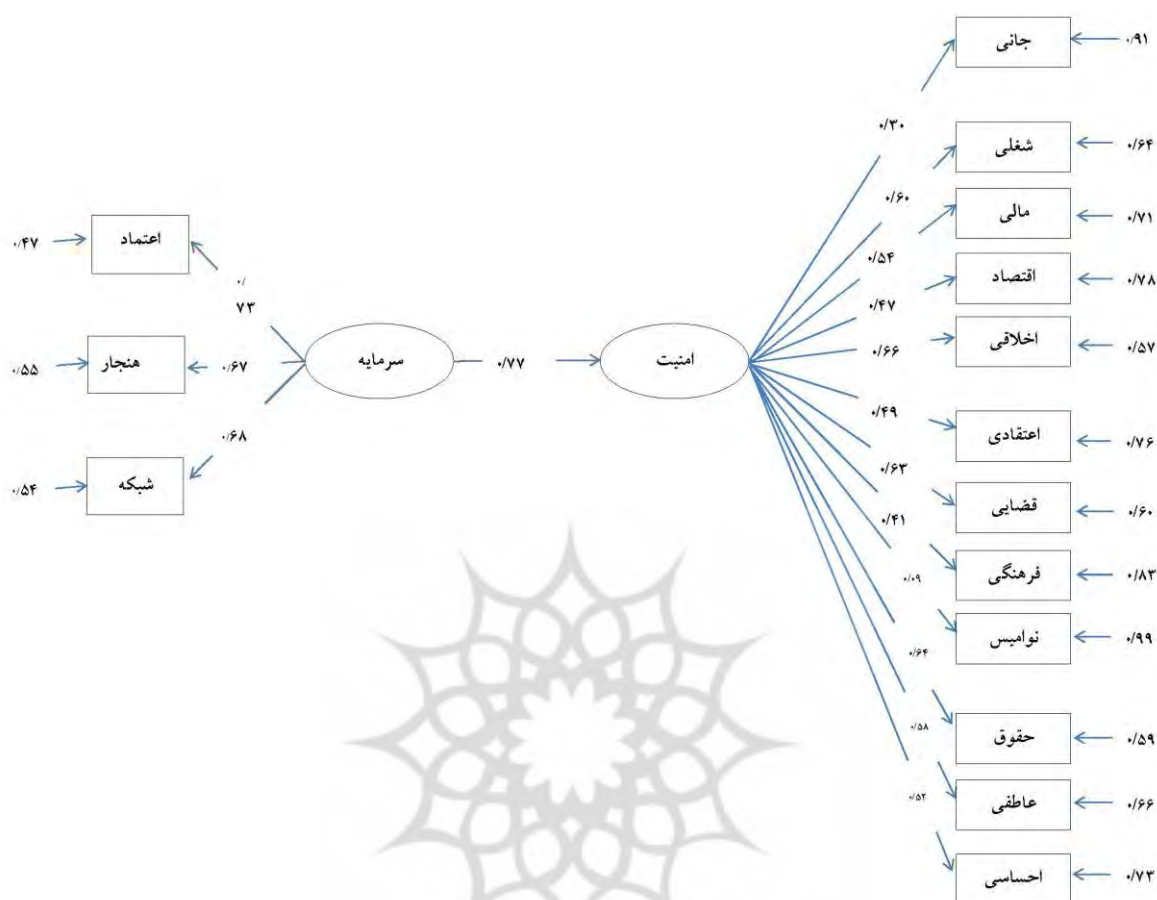 جانی
۰/۹۱
۰/۳۰
شغلی
۰/۶۴
۰/۶۰
مالی
۰/۷۱
۰/۵۴
اقتصاد
۰/۷۸
۰/۴۷
اخلاقی
۰/۵۷
۰/۶۶
اعتقادی
۰/۷۶
۰/۴۹
قضایی
۰/۶۰
۰/۶۳
فرهنگی
۰/۸۳
۰/۴۱
نوامیس
۰/۹۹
۰/۰۹
حقوق
۰/۵۹
۰/۶۴
عاطفی
۰/۶۶
۰/۵۸
احساسی
۰/۷۳
۰/۵۲
امنیت
۰/۷۷
سرمایه
۰/
۷۳
اعتماد
۰/۴۷
۰/۶۷
هنجار
۰/۵۵
۰/۶۸
شبکه
۰/۵۴